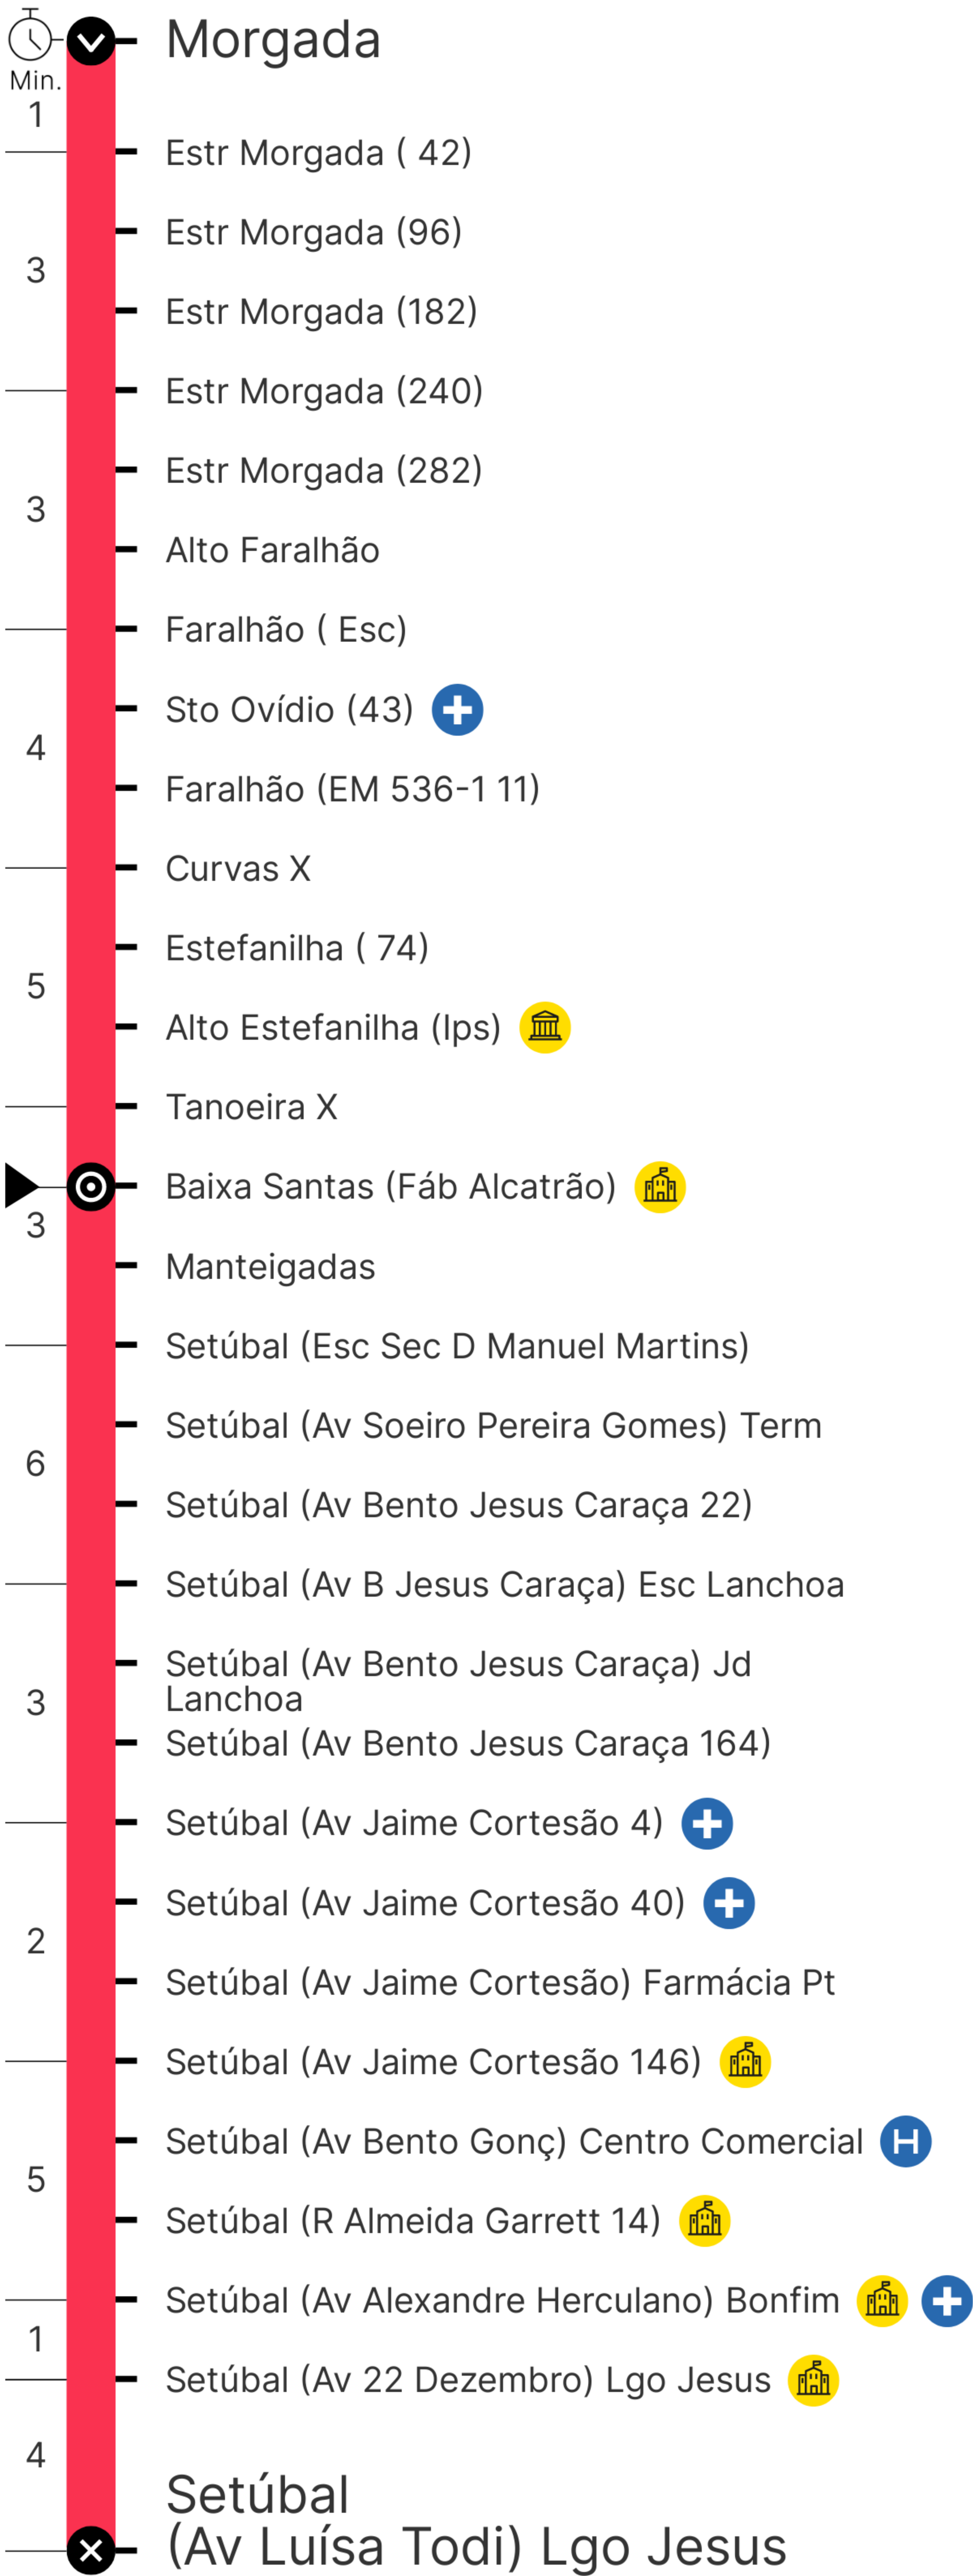 Morgada
Min.
1
Estr Morgada ( 42)
Estr Morgada (96)
3
Estr Morgada (182)
Estr Morgada (240)
Estr Morgada (282)
3
Alto Faralhão
Faralhão ( Esc)
Sto Ovídio (43)
4
Faralhão (EM 536-1 11)
Curvas X
Estefanilha ( 74)
5
Alto Estefanilha (Ips)
Tanoeira X
Baixa Santas (Fáb Alcatrão)
3
Manteigadas
Setúbal (Esc Sec D Manuel Martins)
Setúbal (Av Soeiro Pereira Gomes) Term
6
Setúbal (Av Bento Jesus Caraça 22)
Setúbal (Av B Jesus Caraça) Esc Lanchoa
Setúbal (Av Bento Jesus Caraça) Jd
Lanchoa
3
Setúbal (Av Bento Jesus Caraça 164)
Setúbal (Av Jaime Cortesão 4)
Setúbal (Av Jaime Cortesão 40)
2
Setúbal (Av Jaime Cortesão) Farmácia Pt
Setúbal (Av Jaime Cortesão 146)
Setúbal (Av Bento Gonç) Centro Comercial H
5
Setúbal (R Almeida Garrett 14)
Setúbal (Av Alexandre Herculano) Bonfim
1
Setúbal (Av 22 Dezembro) Lgo Jesus
4
Setúbal
(Av Luísa Todi) Lgo Jesus